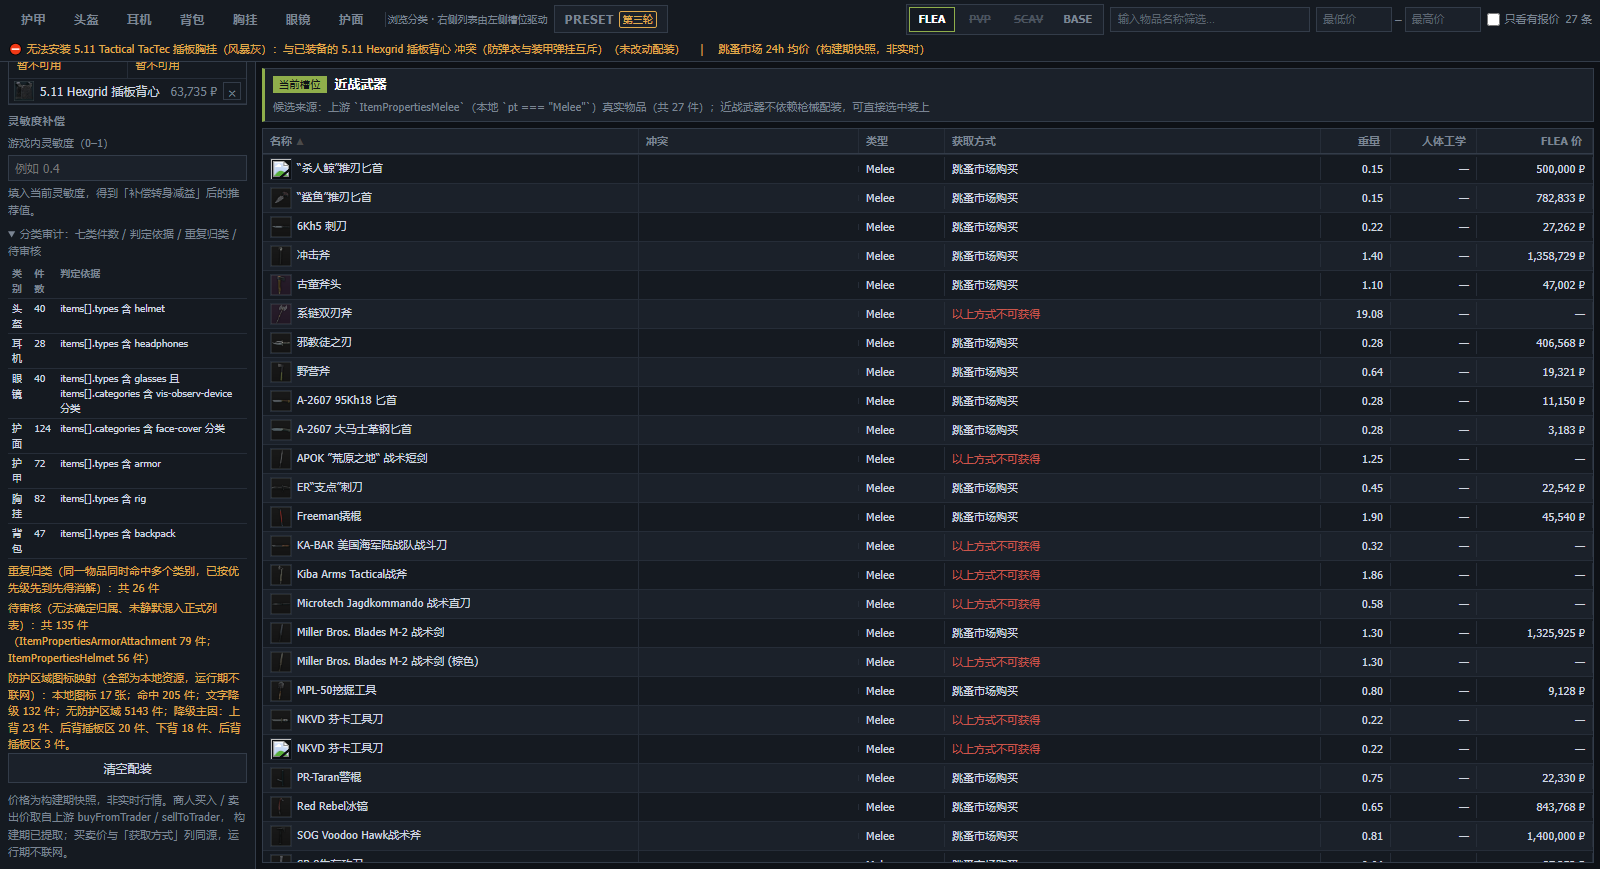 护甲 头盔 耳机 背包 胸挂 眼镜 护面 浏览分类 · 右侧列表由左侧槽位驱动 PRESET 第三轮 FLEA PVP SCAV BASE 输入物品名称筛选... 最低价 – 最高价 只看有报价 27 条
无法安装 5.11 Tactical TacTec 插板胸挂（风暴灰）：与已装备的 5.11 Hexgrid 插板背心 冲突（防弹衣与装甲弹挂互斥）（未改动配装） | 跳蚤市场 24h 均价（构建期快照，非实时）
暂不可用 暂不可用
5.11 Hexgrid 插板背心 63,735 ₽ ×
灵敏度补偿
游戏内灵敏度（0–1）
例如 0.4
填入当前灵敏度，得到「补偿转身减益」后的推
荐值。
▼ 分类审计：七类件数 / 判定依据 / 重复归类 /
待审核
类别 件数 判定依据
头盔 40 items[].types 含 helmet
耳机 28 items[].types 含 headphones
眼镜 40 items[].types 含 glasses 且
items[].categories 含 vis-observ-device
分类
护面 124 items[].categories 含 face-cover 分类
护甲 72 items[].types 含 armor
胸挂 82 items[].types 含 rig
背包 47 items[].types 含 backpack
重复归类（同一物品同时命中多个类别，已按优
先级先到先得消解）：共 26 件
待审核（无法确定归属、未静默混入正式列
表）：共 135 件
（ItemPropertiesArmorAttachment 79 件；
ItemPropertiesHelmet 56 件）
防护区域图标映射（全部为本地资源，运行期不
联网）：本地图标 17 张；命中 205 件；文字降
级 132 件；无防护区域 5143 件；降级主因：上
背 23 件、后背插板区 20 件、下背 18 件、后背
插板区 3 件。
清空配装
价格为构建期快照，非实时行情。商人买入 / 卖
出价取自上游 buyFromTrader / sellToTrader，构
建期已提取；买卖价与「获取方式」列同源，运
行期不联网。
当前槽位 近战武器
候选来源：上游 `ItemPropertiesMelee`（本地 `pt === "Melee"`）真实物品（共 27 件）；近战武器不依赖枪械配装，可直接选中装上
名称 ▲ 冲突 类型 获取方式 重量 人体工学 FLEA 价
“杀人鲸”推刃匕首 Melee 跳蚤市场购买 0.15 — 500,000 ₽
“鲨鱼”推刃匕首 Melee 跳蚤市场购买 0.15 — 782,833 ₽
6Kh5 刺刀 Melee 跳蚤市场购买 0.22 — 27,262 ₽
冲击斧 Melee 跳蚤市场购买 1.40 — 1,358,729 ₽
古董斧头 Melee 跳蚤市场购买 1.10 — 47,002 ₽
系链双刃斧 Melee 以上方式不可获得 19.08 — —
邪教徒之刃 Melee 跳蚤市场购买 0.28 — 406,568 ₽
野营斧 Melee 跳蚤市场购买 0.64 — 19,321 ₽
A-2607 95Kh18 匕首 Melee 跳蚤市场购买 0.28 — 11,150 ₽
A-2607 大马士革钢匕首 Melee 跳蚤市场购买 0.28 — 3,183 ₽
APOK “荒原之地” 战术短剑 Melee 以上方式不可获得 1.25 — —
ER“支点”刺刀 Melee 跳蚤市场购买 0.45 — 22,542 ₽
Freeman撬棍 Melee 跳蚤市场购买 1.90 — 45,540 ₽
KA-BAR 美国海军陆战队战斗刀 Melee 以上方式不可获得 0.32 — —
Kiba Arms Tactical战斧 Melee 以上方式不可获得 1.86 — —
Microtech Jagdkommando 战术直刀 Melee 以上方式不可获得 0.58 — —
Miller Bros. Blades M-2 战术剑 Melee 跳蚤市场购买 1.30 — 1,325,925 ₽
Miller Bros. Blades M-2 战术剑 (棕色) Melee 以上方式不可获得 1.30 — —
MPL-50挖掘工具 Melee 跳蚤市场购买 0.80 — 9,128 ₽
NKVD 芬卡工具刀 Melee 以上方式不可获得 0.22 — —
NKVD 芬卡工具刀 Melee 以上方式不可获得 0.22 — —
PR-Taran警棍 Melee 跳蚤市场购买 0.75 — 22,330 ₽
Red Rebel冰镐 Melee 跳蚤市场购买 0.65 — 843,768 ₽
SOG Voodoo Hawk战术斧 Melee 跳蚤市场购买 0.81 — 1,400,000 ₽